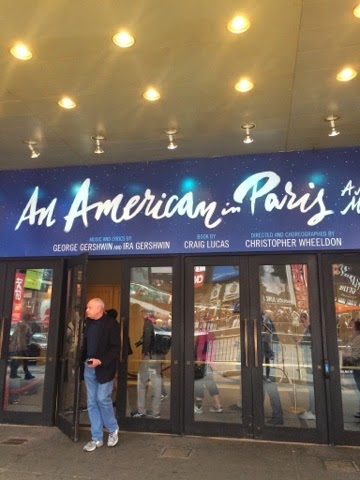 An American in Paris
A
M
MUSIC AND LYRICS BY
GEORGE GERSHWIN AND IRA GERSHWIN
BOOK BY
CRAIG LUCAS
DIRECTED AND CHOREOGRAPHED BY
CHRISTOPHER WHEELDON